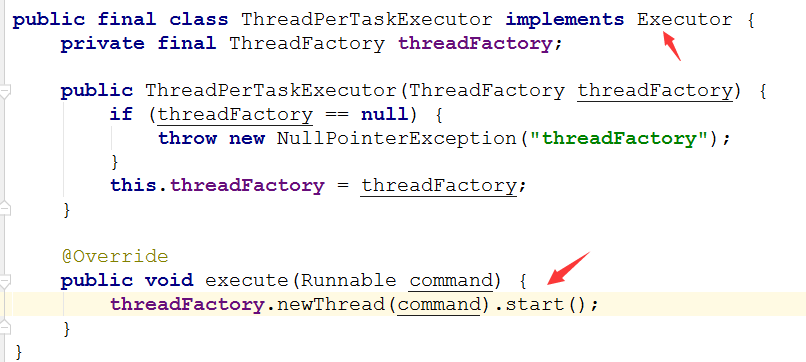 public final class ThreadPerTaskExecutor implements Executor {
    private final ThreadFactory threadFactory;
    public ThreadPerTaskExecutor(ThreadFactory threadFactory) {
        if (threadFactory == null) {
            throw new NullPointerException("threadFactory");
        }
        this.threadFactory = threadFactory;
    }
    @Override
    public void execute(Runnable command) {
        threadFactory.newThread(command).start();
    }
}